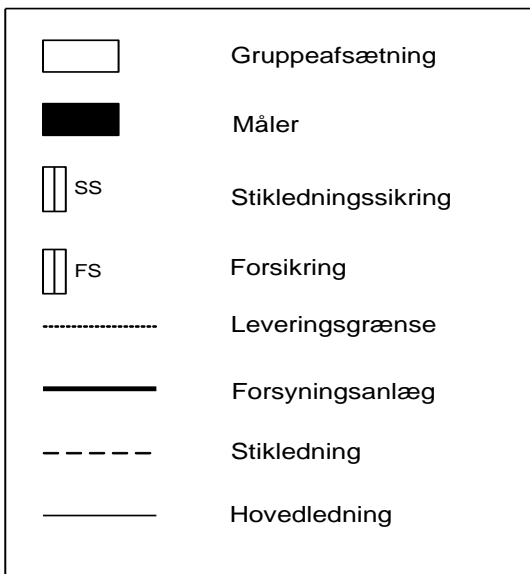 Gruppeafsætning
Måler
SS Stikledningssikring
FS Forsikring
Leveringsgrænse
Forsyningsanlæg
Stikledning
Hovedledning